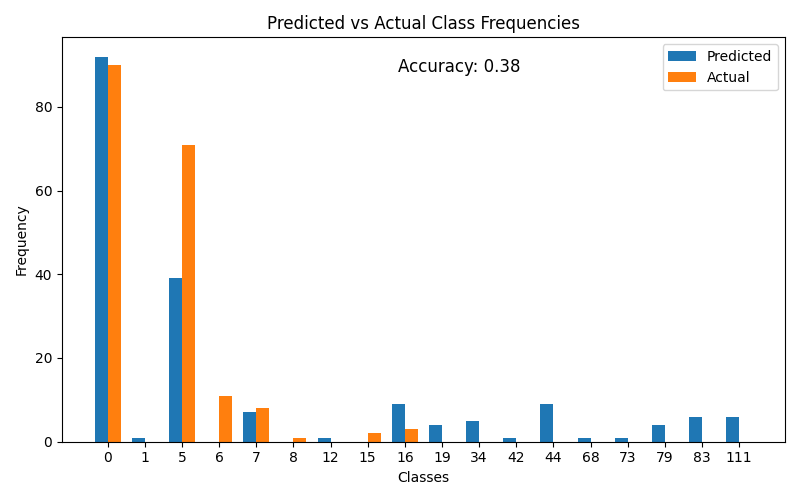 Predicted vs Actual Class Frequencies
Accuracy: 0.38
Predicted
Actual
Frequency
80
60
40
20
0
0 1 5 6 7 8 12 15 16 19 34 42 44 68 73 79 83 111
Classes